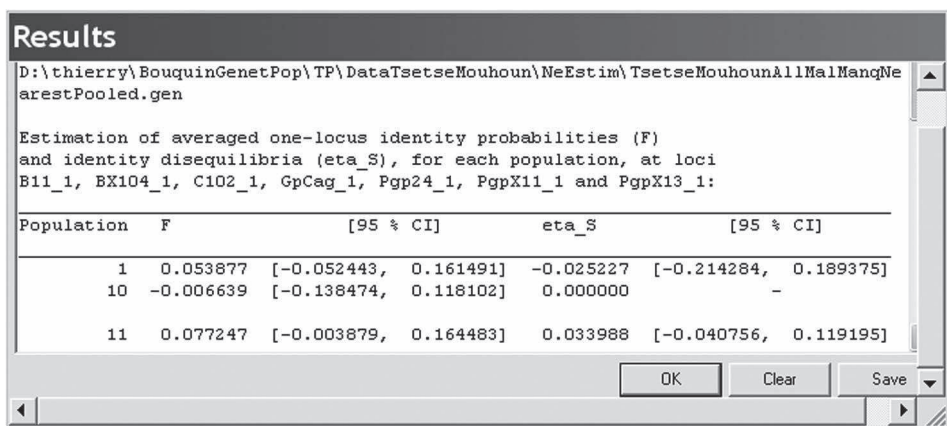 Results
D:\thierry\BouquinGenetPop\TP\DataTsetseMouhoun\NeEstim\TsetseMouhounAllMalManqNe
arestPooled.gen
Estimation of averaged one-locus identity probabilities (F)
and identity disequilibria (eta_S), for each population, at loci
B11_1, BX104_1, C102_1, GpCag_1, Pgp24_1, PgpX11_1 and PgpX13_1:
Population F [95 % CI] eta_S [95 % CI]
1 0.053877 [-0.052443, 0.161491] -0.025227 [-0.214284, 0.189375]
10 -0.006639 [-0.138474, 0.118102] 0.000000 -
11 0.077247 [-0.003879, 0.164483] 0.033988 [-0.040756, 0.119195]
OK Clear Save